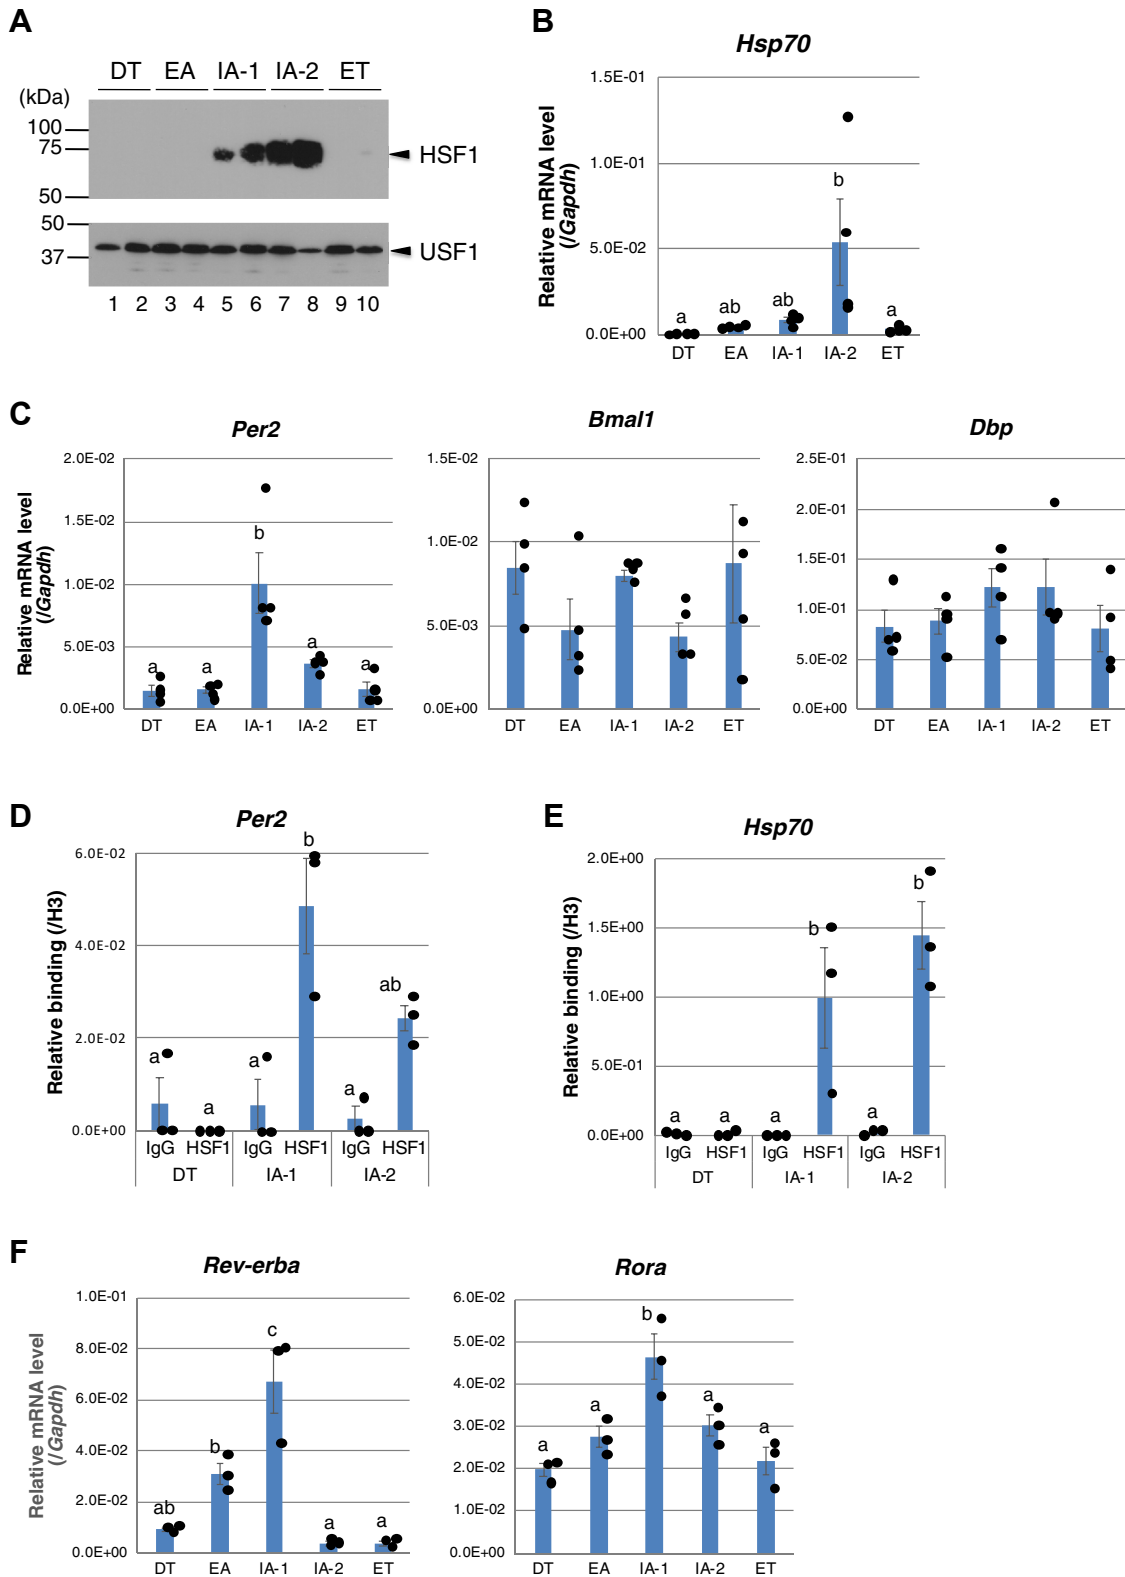 A
DT EA IA-1 IA-2 ET
(kDa)
100
75
HSF1
50
50
37
USF1
1 2 3 4 5 6 7 8 9 10
B
Hsp70
Relative mRNA level
(/Gapdh)
1.5E-01
1.0E-01
5.0E-02
0.0E+00
b
a ab ab a
DT EA IA-1 IA-2 ET
C
Per2
Relative mRNA level
(/Gapdh)
2.0E-02
1.5E-02
1.0E-02
5.0E-03
0.0E+00
b
a a a a
DT EA IA-1 IA-2 ET
Bmal1
1.5E-02
1.0E-02
5.0E-03
0.0E+00
DT EA IA-1 IA-2 ET
Dbp
2.5E-01
2.0E-01
1.5E-01
1.0E-01
5.0E-02
0.0E+00
DT EA IA-1 IA-2 ET
D
Per2
Relative binding (/H3)
6.0E-02
4.0E-02
2.0E-02
0.0E+00
b
ab
a a a a
IgG HSF1 IgG HSF1 IgG HSF1
DT IA-1 IA-2
E
Hsp70
Relative binding (/H3)
2.0E+00
1.5E+00
1.0E+00
5.0E-01
0.0E+00
b
b
a a a a
IgG HSF1 IgG HSF1 IgG HSF1
DT IA-1 IA-2
F
Rev-erba
Relative mRNA level
(/Gapdh)
1.0E-01
8.0E-02
6.0E-02
4.0E-02
2.0E-02
0.0E+00
ab b c a a
DT EA IA-1 IA-2 ET
Rora
6.0E-02
5.0E-02
4.0E-02
3.0E-02
2.0E-02
1.0E-02
0.0E+00
a a b a a
DT EA IA-1 IA-2 ET